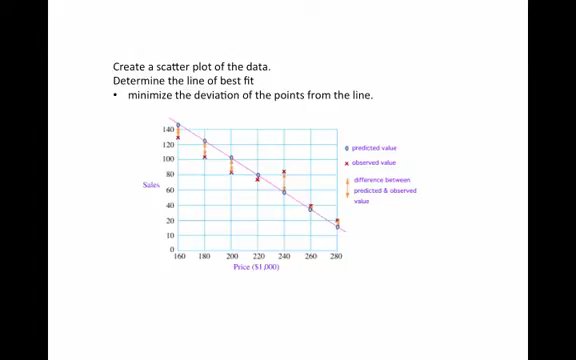 Create a scatter plot of the data.
Determine the line of best fit
• minimize the deviation of the points from the line.
140
120
100
80
60
40
20
10
0
Sales
160 180 200 220 240 260 280
Price ($1,000)
predicted value
observed value
difference between
predicted & observed
value